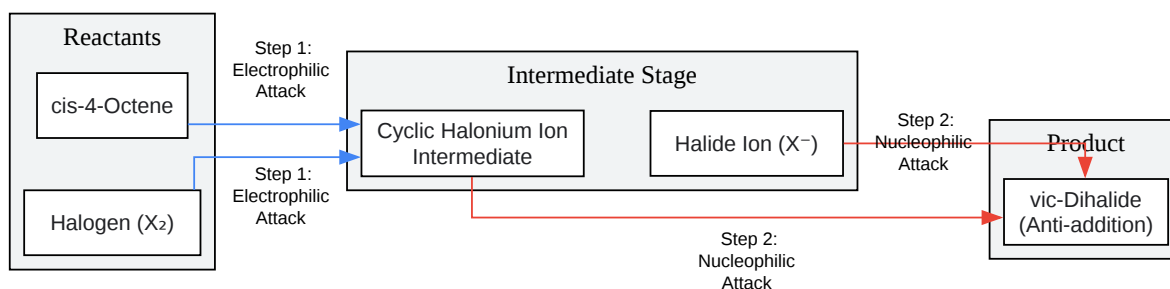 Reactants
cis-4-Octene
Halogen (X₂)
Step 1:
Electrophilic
Attack
Step 1:
Electrophilic
Attack
Intermediate Stage
Cyclic Halonium Ion
Intermediate
Halide Ion (X⁻)
Step 2:
Nucleophilic
Attack
Step 2:
Nucleophilic
Attack
Product
vic-Dihalide
(Anti-addition)